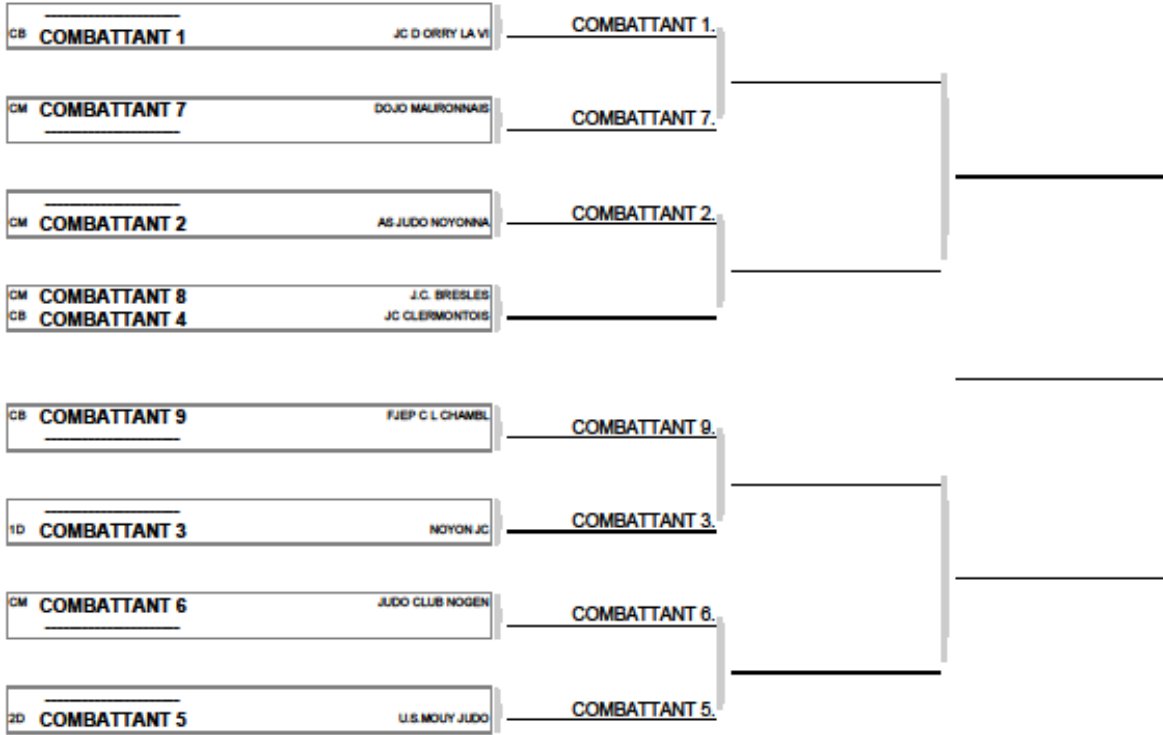 CB COMBATTANT 1 JC D ORRY LA VI COMBATTANT 1.
CM COMBATTANT 7 DOJO MAURONNAIS COMBATTANT 7.
CM COMBATTANT 2 AS JUDO NOYONNA COMBATTANT 2.
CM COMBATTANT 8 J.C. BRESLES
CB COMBATTANT 4 JC CLERMONTOIS
CB COMBATTANT 9 FJEP C L CHAMBL COMBATTANT 9.
1D COMBATTANT 3 NOYON JC COMBATTANT 3.
CM COMBATTANT 6 JUDO CLUB NOGEN COMBATTANT 6.
2D COMBATTANT 5 U.S.MOUY JUDO COMBATTANT 5.